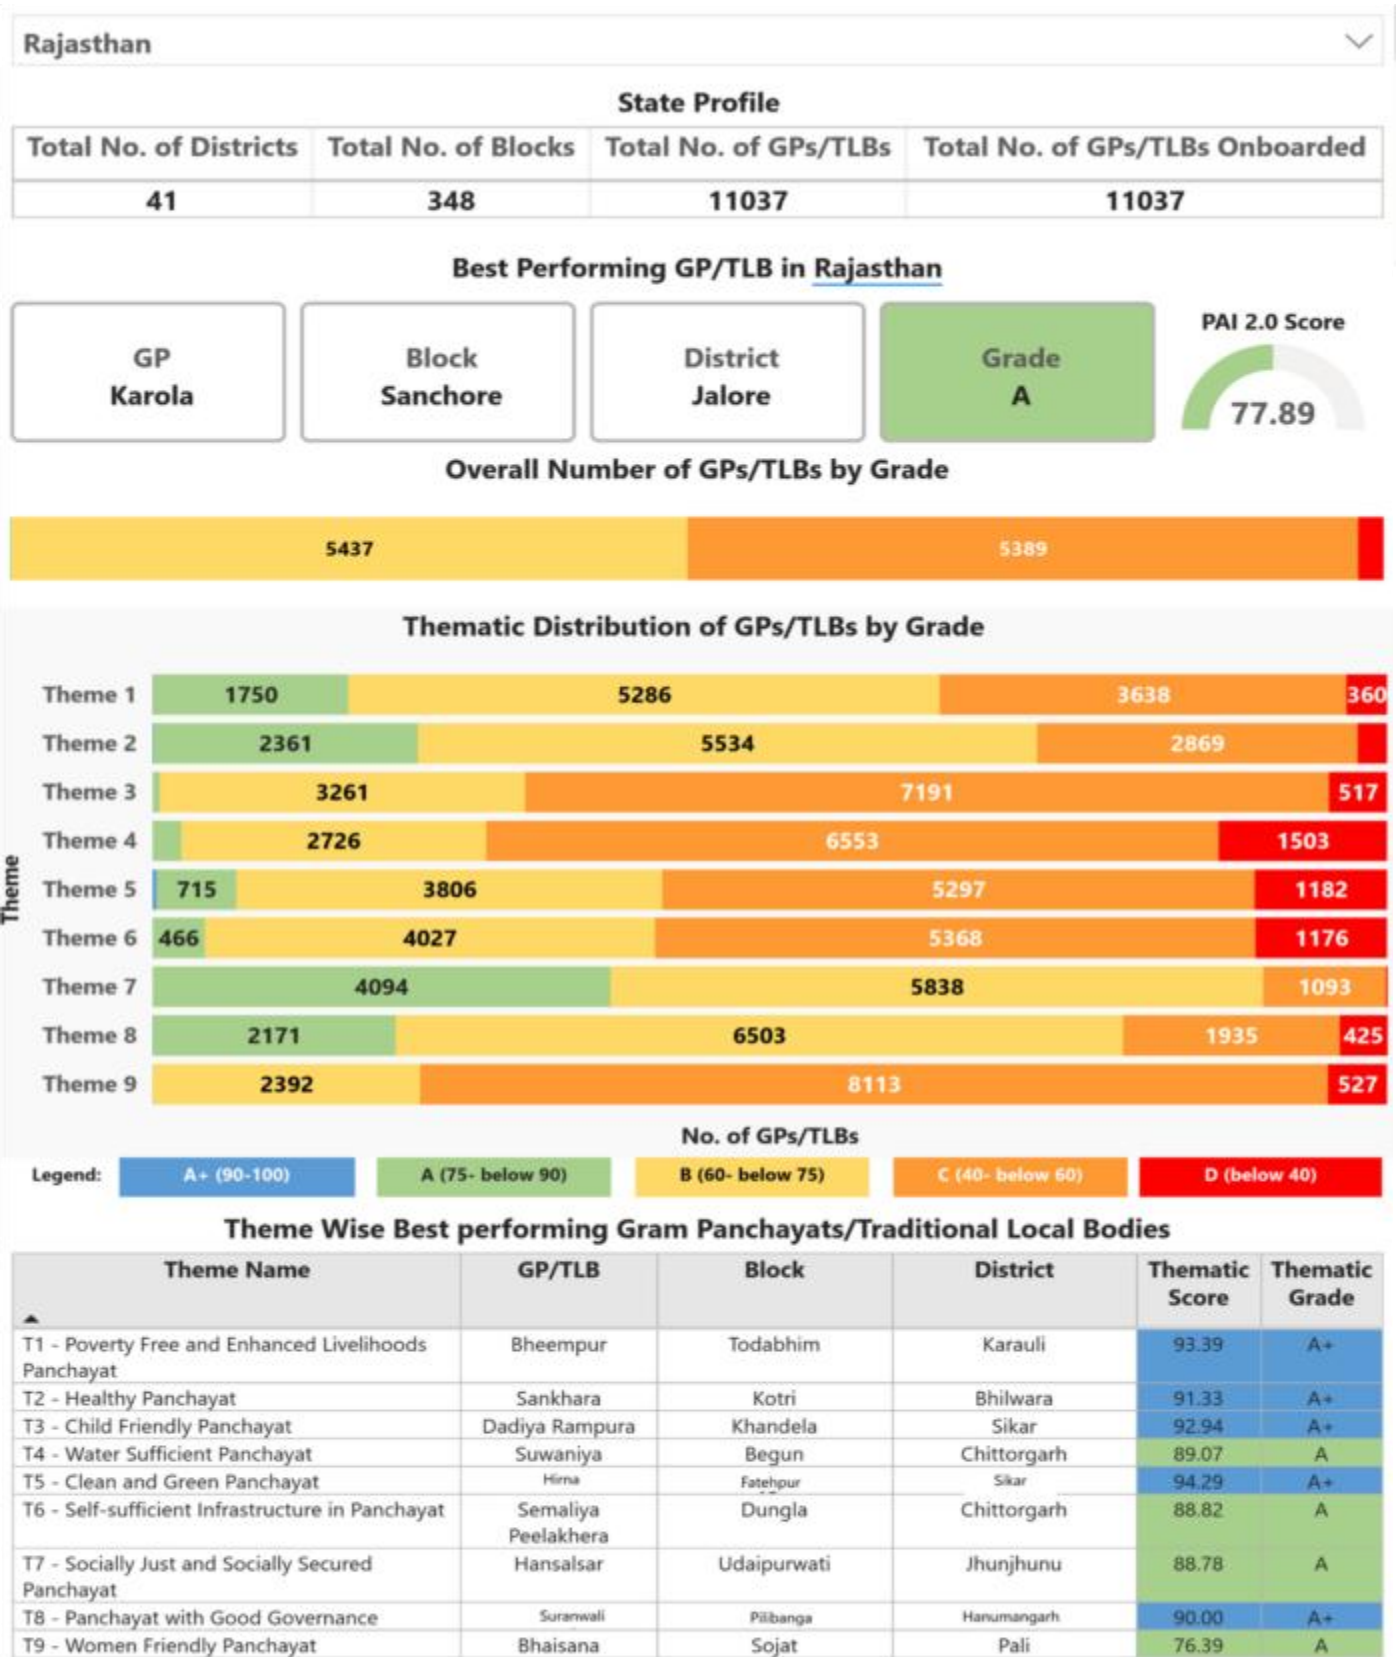 Rajasthan
State Profile
Total No. of Districts Total No. of Blocks Total No. of GPs/TLBs Total No. of GPs/TLBs Onboarded
41 348 11037 11037
Best Performing GP/TLB in Rajasthan
GP Block District Grade PAI 2.0 Score
Karola Sanchore Jalore A 77.89
Overall Number of GPs/TLBs by Grade
5437 5389
Thematic Distribution of GPs/TLBs by Grade
Theme
Theme 1 1750 5286 3638 360
Theme 2 2361 5534 2869
Theme 3 3261 7191 517
Theme 4 2726 6553 1503
Theme 5 715 3806 5297 1182
Theme 6 466 4027 5368 1176
Theme 7 4094 5838 1093
Theme 8 2171 6503 1935 425
Theme 9 2392 8113 527
No. of GPs/TLBs
Legend: A+ (90-100) A (75- below 90) B (60- below 75) C (40- below 60) D (below 40)
Theme Wise Best performing Gram Panchayats/Traditional Local Bodies
Theme Name GP/TLB Block District Thematic Thematic
Score Grade
T1 - Poverty Free and Enhanced Livelihoods Bheempur Todabhim Karauli 93.39 A+
Panchayat
T2 - Healthy Panchayat Sankhara Kotri Bhilwara 91.33 A+
T3 - Child Friendly Panchayat Dadiya Rampura Khandela Sikar 92.94 A+
T4 - Water Sufficient Panchayat Suwaniya Begun Chittorgarh 89.07 A
T5 - Clean and Green Panchayat Hirna Fatehpur Sikar 94.29 A+
T6 - Self-sufficient Infrastructure in Panchayat Semaliya Dungla Chittorgarh 88.82 A
Peelakhera
T7 - Socially Just and Socially Secured Hansalsar Udaipurwati Jhunjhunu 88.78 A
Panchayat
T8 - Panchayat with Good Governance Suranwali Pilibanga Hanumangarh 90.00 A+
T9 - Women Friendly Panchayat Bhaisana Sojat Pali 76.39 A